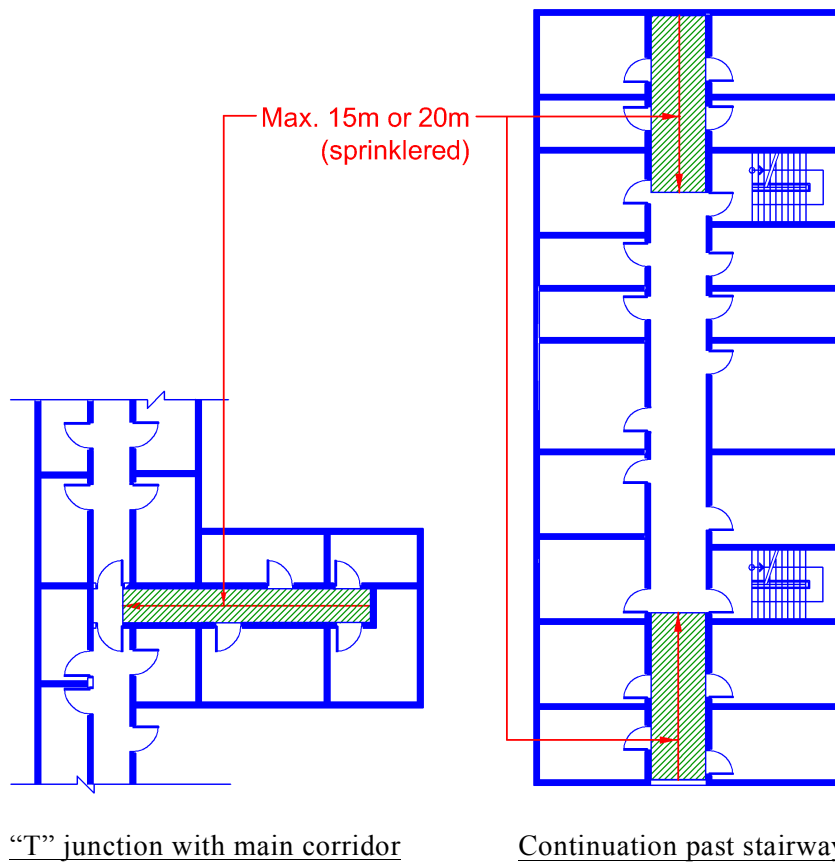 Max. 15m or 20m
(sprinklered)
“T” junction with main corridor
Continuation past stairway